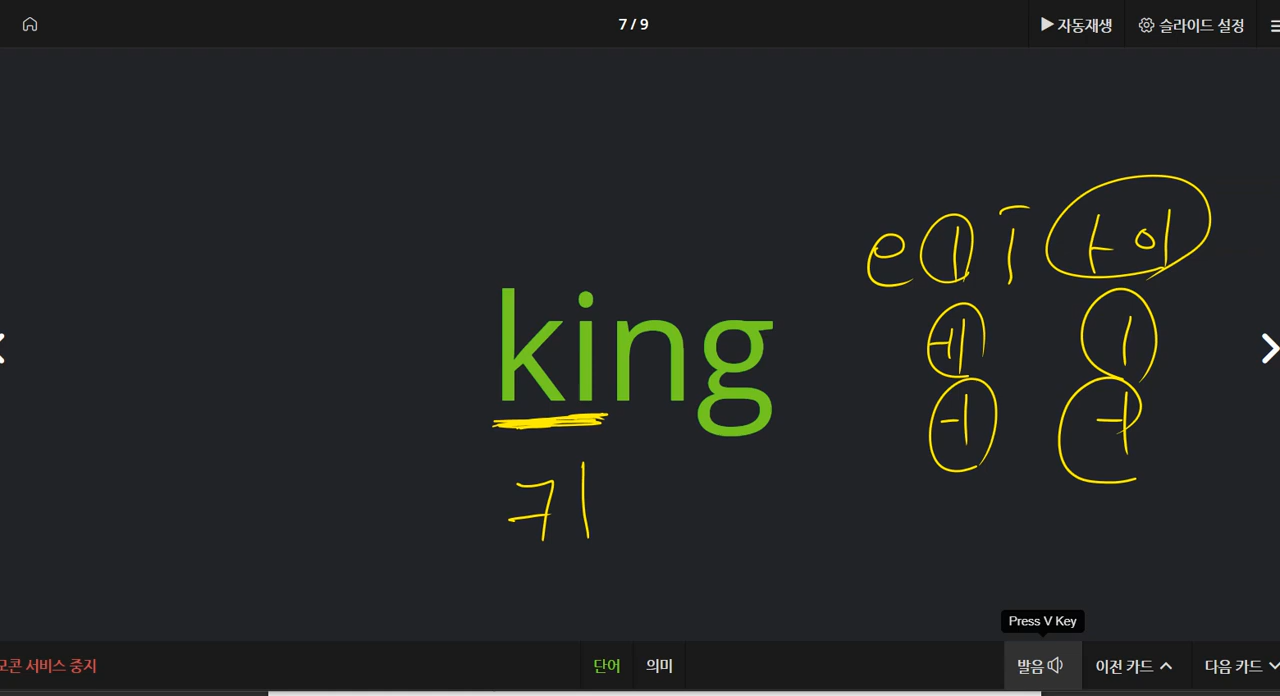 7 / 9
▶ 자동재생
슬라이드 설정
king
키
e ㅣ i ㅏㅇㅣ
ㅔ ㅣ
ㅓ ㅓ
Press V Key
모콘 서비스 중지
단어
의미
발음
이전 카드
다음 카드